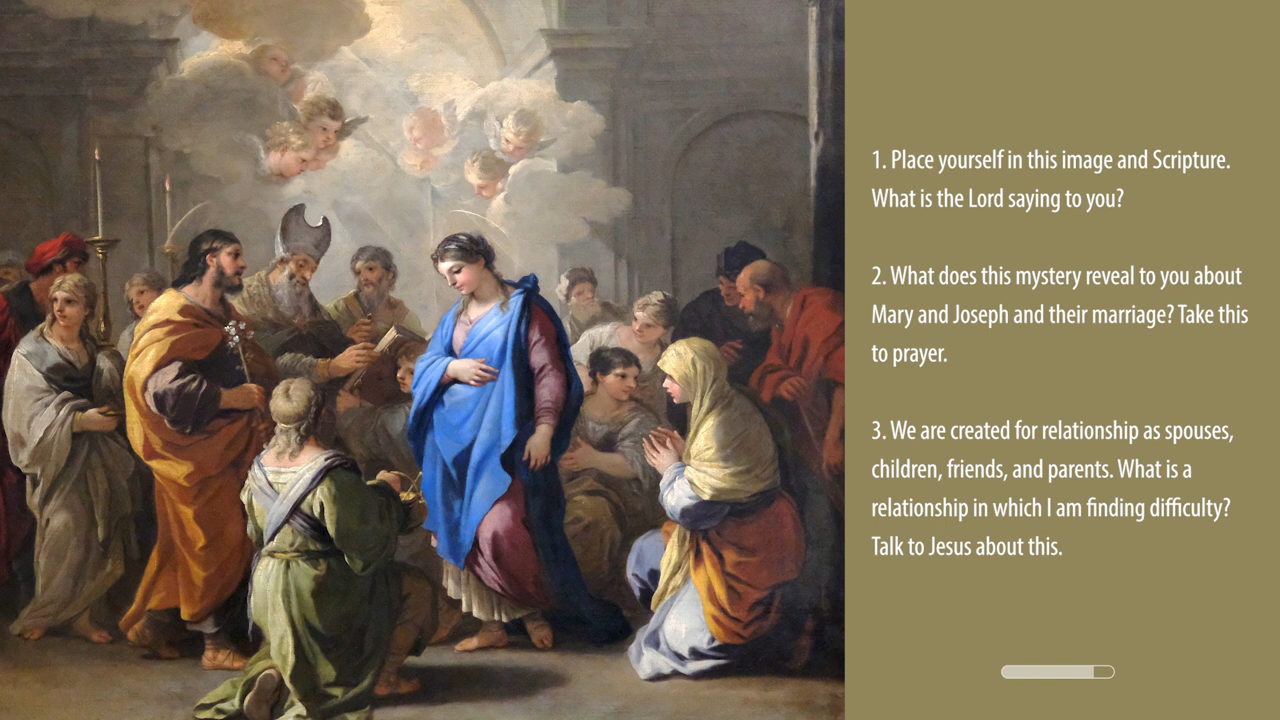 1. Place yourself in this image and Scripture.
What is the Lord saying to you?
2. What does this mystery reveal to you about
Mary and Joseph and their marriage? Take this
to prayer.
3. We are created for relationship as spouses,
children, friends, and parents. What is a
relationship in which I am finding difficulty?
Talk to Jesus about this.